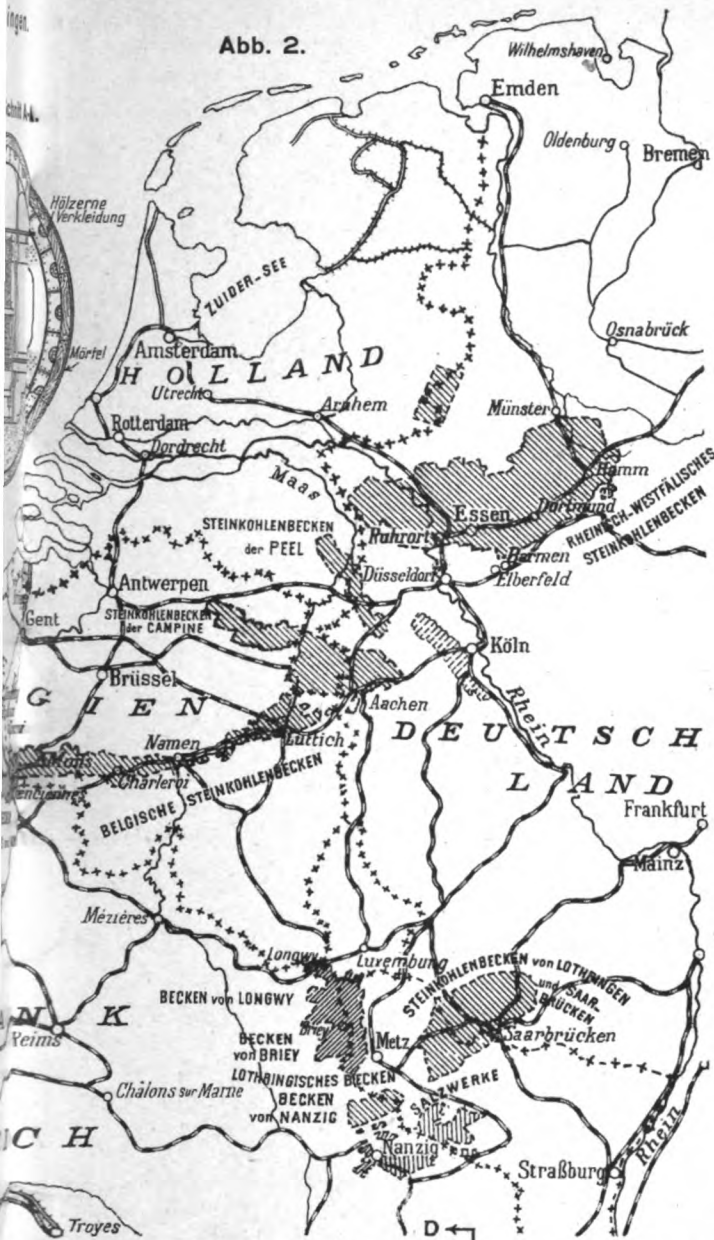 ingen.
Abb. 2.
Wilhelmshaven
Emden
Oldenburg
Bremen
Hölzerne
Verkleidung
ZUIDER-SEE
Osnabrück
Mörtel
Amsterdam
HOLLAND
Utrecht
Arnhem
Münster
Rotterdam
Dordrecht
Maas
Hamm
Essen
Dortmund
RHEINISCH-WESTFÄLISCHES
STEINKOHLENBECKEN
STEINKOHLENBECKEN
der PEEL
Ruhrort
Barmen
Elberfeld
Düsseldorf
Antwerpen
Gent
STEINKOHLENBECKEN
der CAMPINE
Köln
Brüssel
Aachen
Rhein
GIEN
DEUTSCH
LAND
Lüttich
Namen
Mons
Charleroi
BELGISCHE STEINKOHLENBECKEN
Frankfurt
Mainz
Mézières
Longwy
Luxemburg
BECKEN von LONGWY
STEINKOHLENBECKEN von LOTHRINGEN
und SAAR-
BRÜCKEN
NK
Reims
Briey
BECKEN
von BRIEY
Metz
Saarbrücken
LOTHRINGISCHES BECKEN
BECKEN
von NANZIG
SALZWERKE
Châlons sur Marne
CH
Nanzig
Straßburg
Rhein
Troyes
D